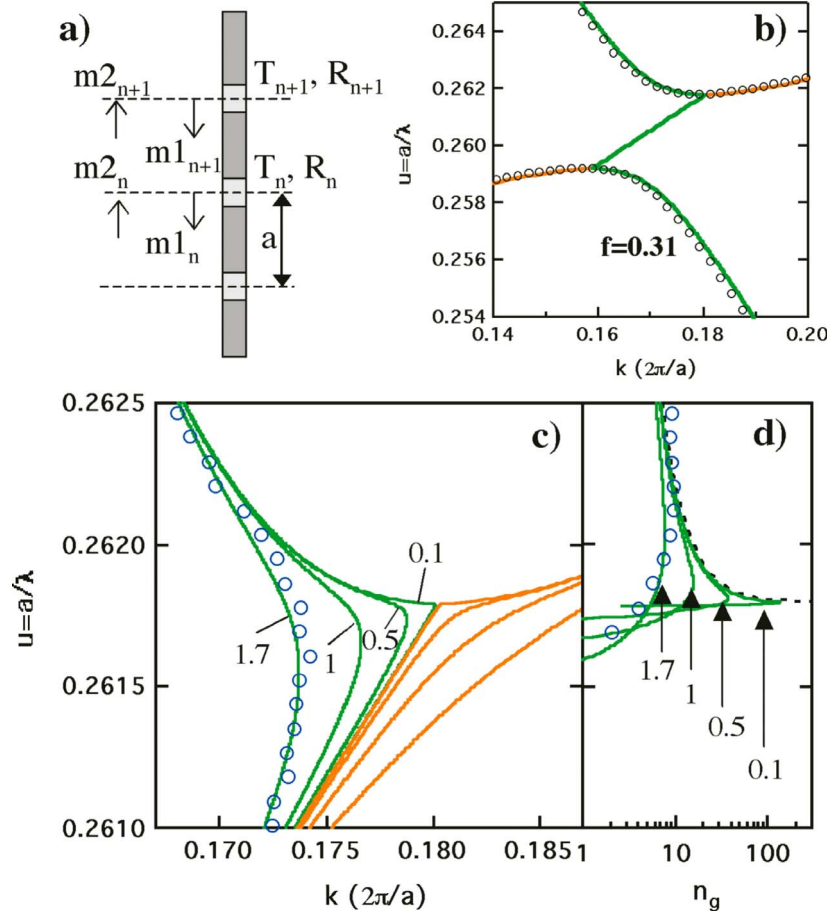 a)
m2n+1
Tn+1, Rn+1
m1n+1
m2n
Tn, Rn
m1n
a
b)
u=a/λ
0.264
0.262
0.260
0.258
0.256
0.254
f=0.31
0.14 0.16 0.18 0.20
k (2π/a)
c)
u=a/λ
0.2625
0.2620
0.2615
0.2610
0.1
0.5
1
1.7
0.170 0.175 0.180 0.185
k (2π/a)
d)
1.7
1
0.5
0.1
1 10 100
ng